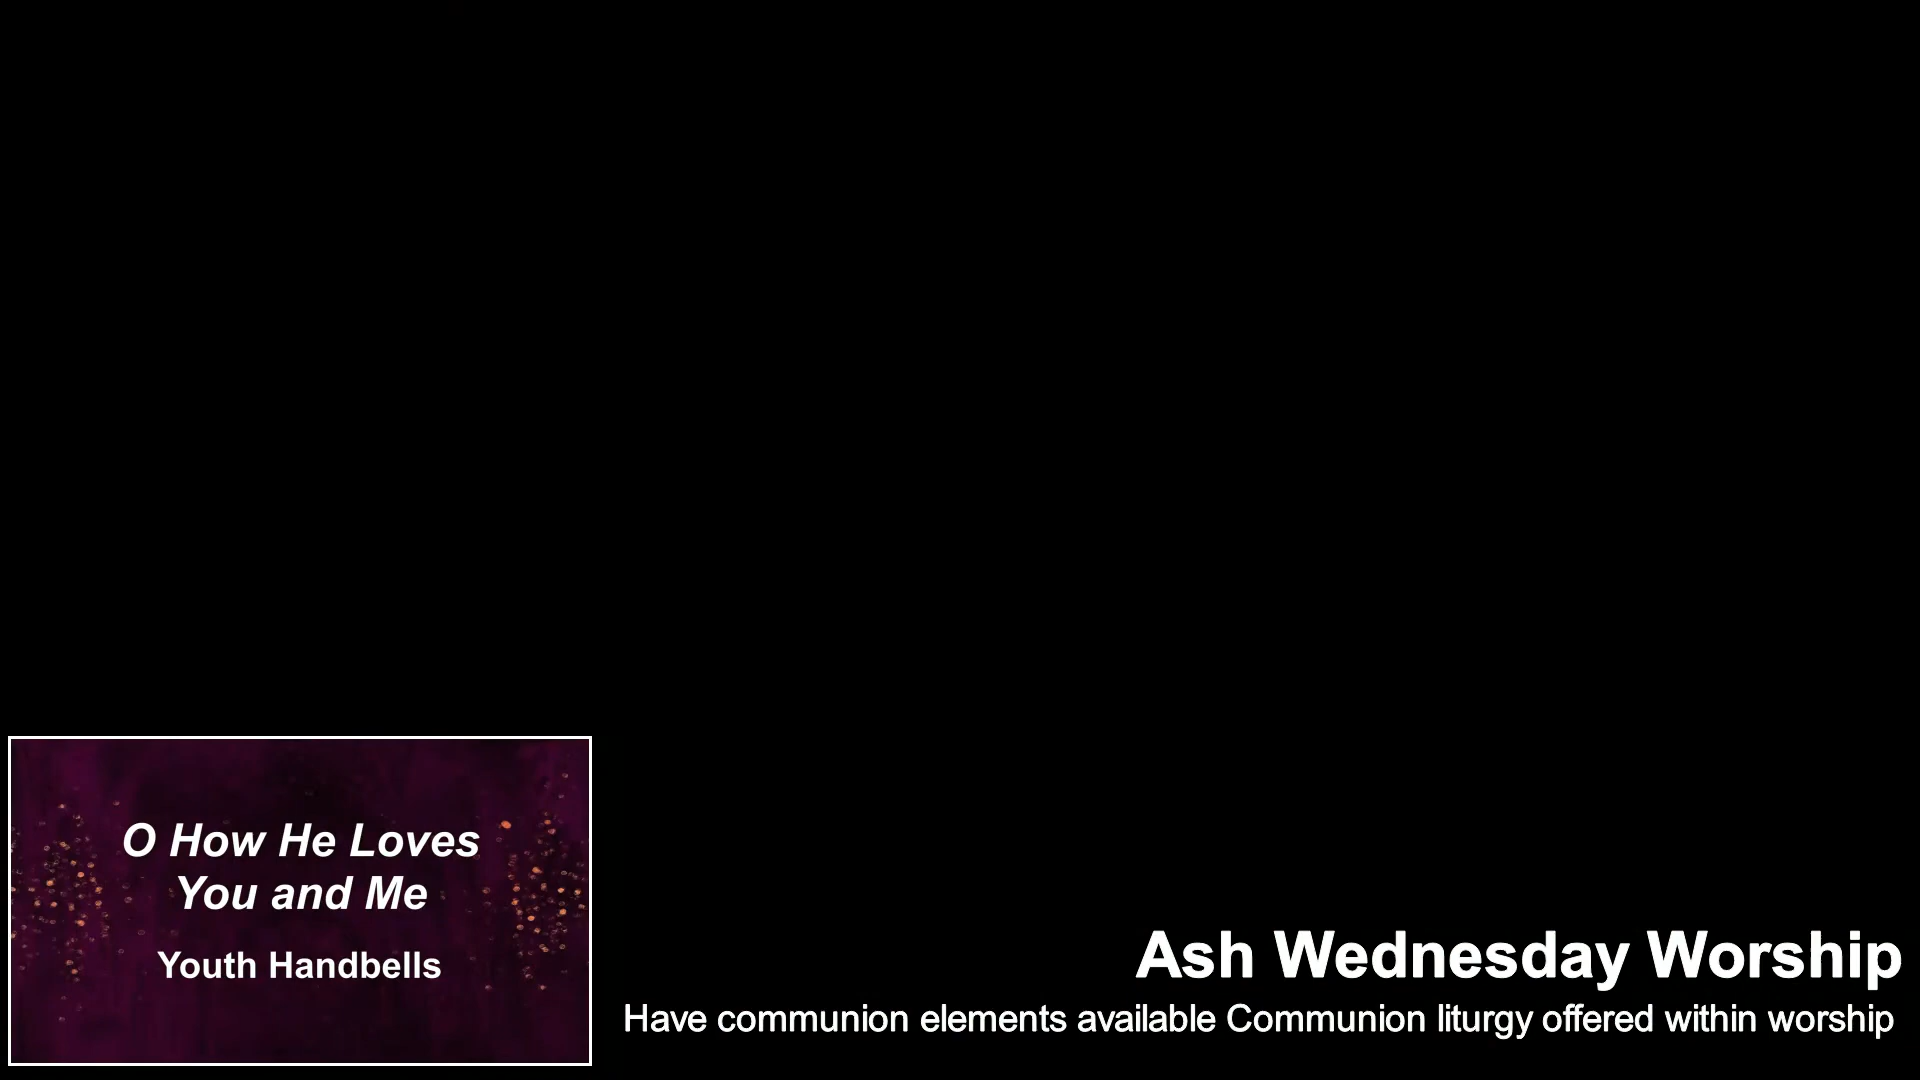 O How He Loves
You and Me
Youth Handbells
Ash Wednesday Worship
Have communion elements available Communion liturgy offered within worship